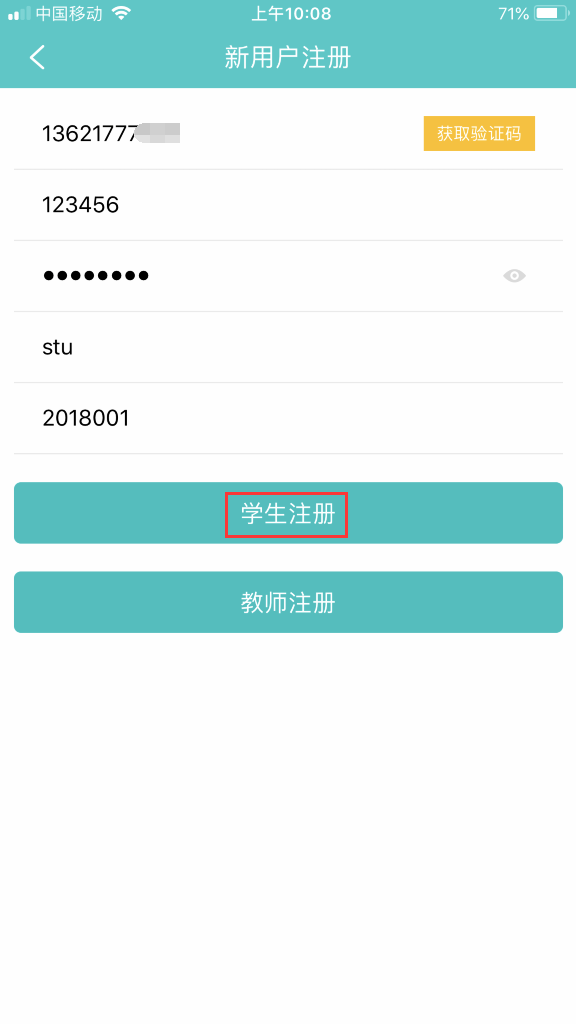 中国移动 上午10:08 71%
新用户注册
13621777 获取验证码
123456
••••••••
stu
2018001
学生注册
教师注册